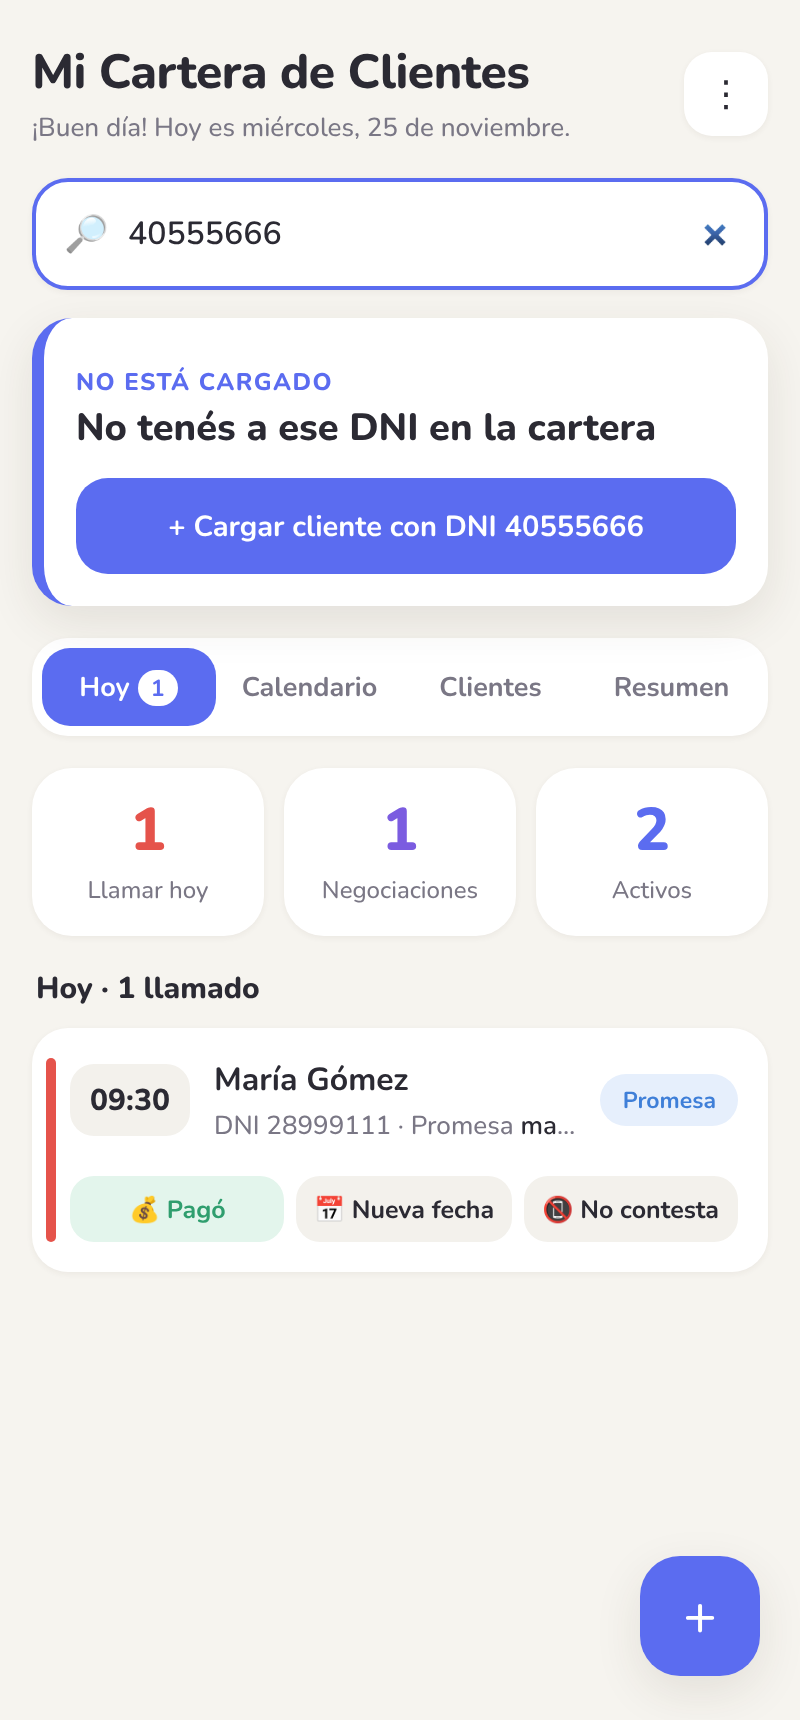 Mi Cartera de Clientes
¡Buen día! Hoy es miércoles, 25 de noviembre.
40555666
NO ESTÁ CARGADO
No tenés a ese DNI en la cartera
+ Cargar cliente con DNI 40555666
Hoy 1 Calendario Clientes Resumen
1 1 2
Llamar hoy Negociaciones Activos
Hoy · 1 llamado
09:30 María Gómez Promesa
DNI 28999111 · Promesa ma...
Pagó Nueva fecha No contesta
+